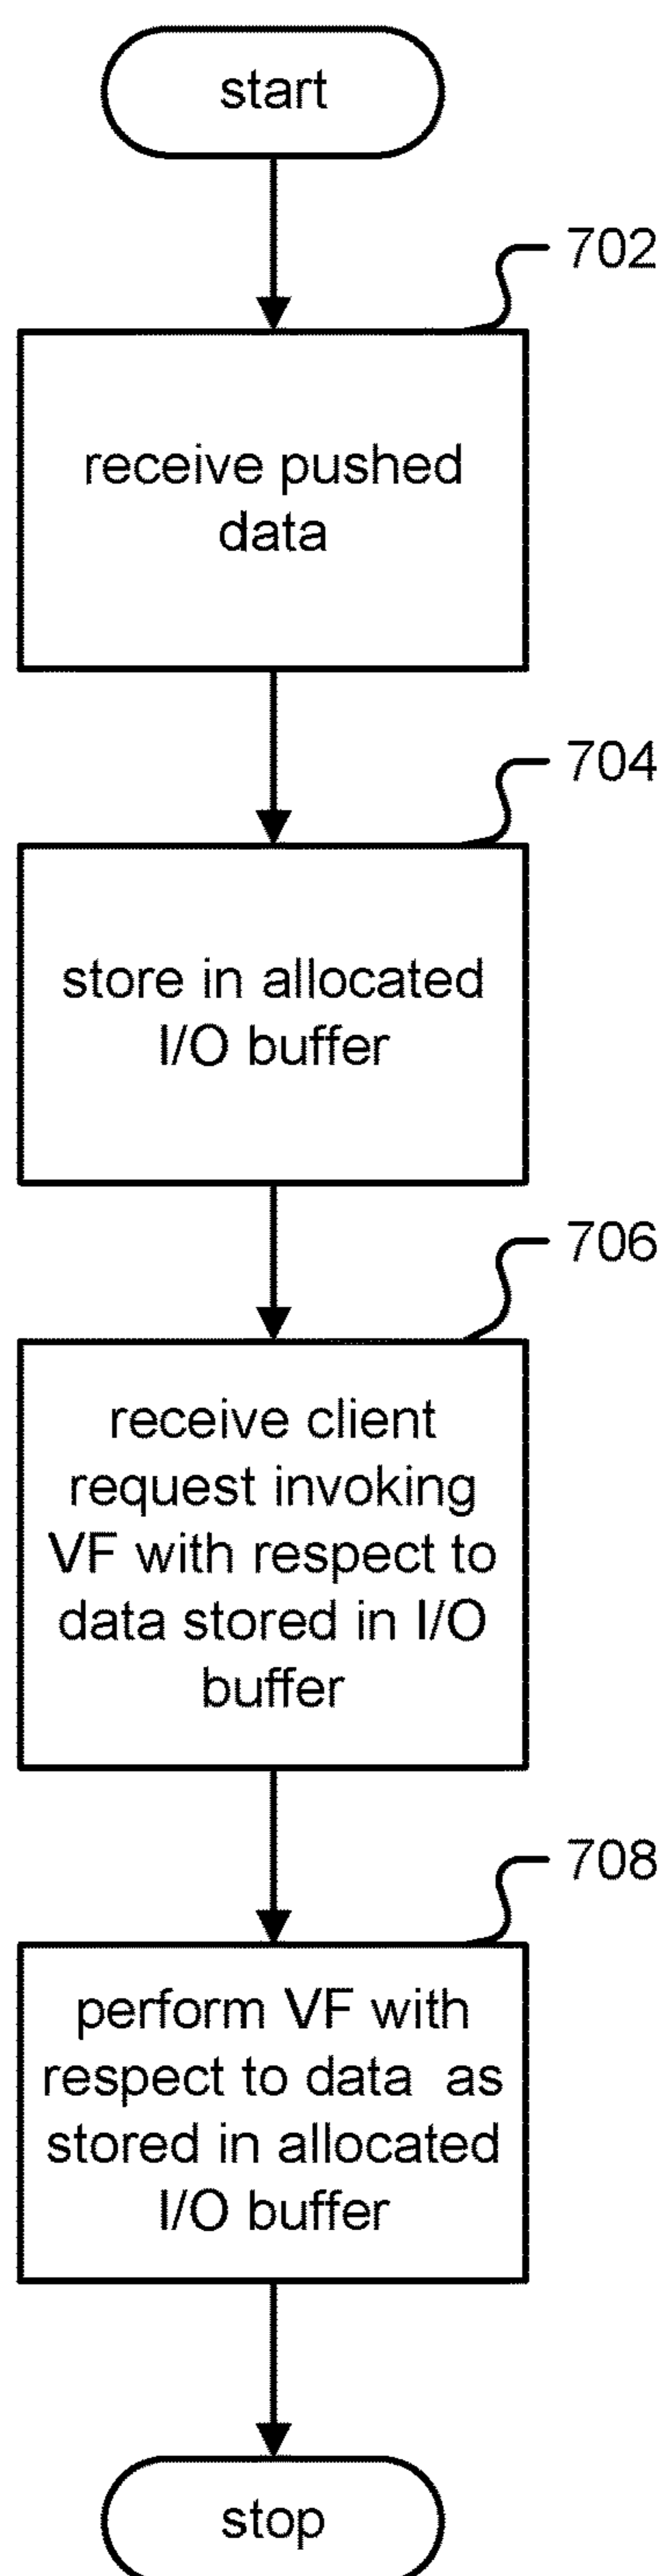 start
702
receive pushed
data
704
store in allocated
I/O buffer
706
receive client
request invoking
VF with respect to
data stored in I/O
buffer
708
perform VF with
respect to data  as
stored in allocated
I/O buffer
stop